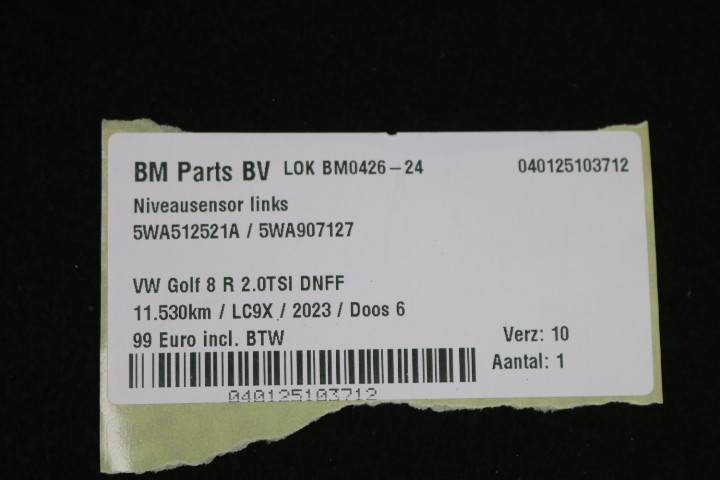 BM Parts BV LOK BM0426-24 040125103712
Niveausensor links
5WA512521A / 5WA907127
VW Golf 8 R 2.0TSI DNFF
11.530km / LC9X / 2023 / Doos 6
99 Euro incl. BTW Verz: 10
Aantal: 1
040125103712